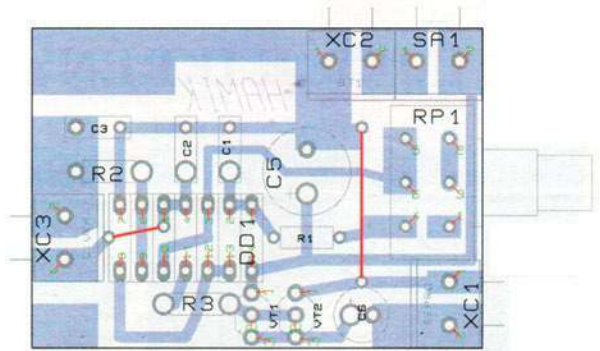 XC2 SA1
RP1
C3 C2 C1
R2 C5
XC3 DD1
R1
R3 VT1 VT2 C6 XC1